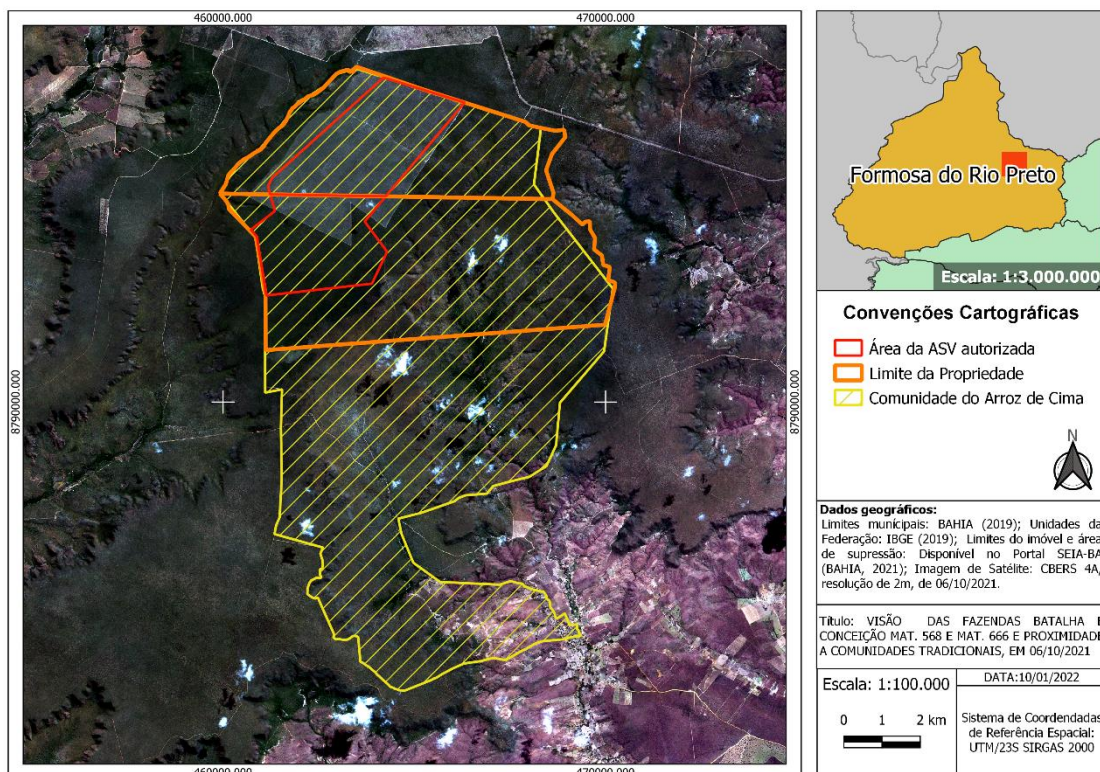 460000.000
470000.000
8790000.000
8790000.000
460000.000
470000.000
Formosa do Rio Preto
Escala: 1:3.000.000
Convenções Cartográficas
Área da ASV autorizada
Limite da Propriedade
Comunidade do Arroz de Cima
N
Dados geográficos:
Limites municipais: BAHIA (2019); Unidades da
Federação: IBGE (2019); Limites do imóvel e área
de supressão: Disponível no Portal SEIA-BA
(BAHIA, 2021); Imagem de Satélite: CBERS 4A,
resolução de 2m, de 06/10/2021.
Título: VISÃO DAS FAZENDAS BATALHA E
CONCEIÇÃO MAT. 568 E MAT. 666 E PROXIMIDADE
A COMUNIDADES TRADICIONAIS, EM 06/10/2021
Escala: 1:100.000
0 1 2 km
DATA:10/01/2022
Sistema de Coordendadas
de Referência Espacial:
UTM/23S SIRGAS 2000